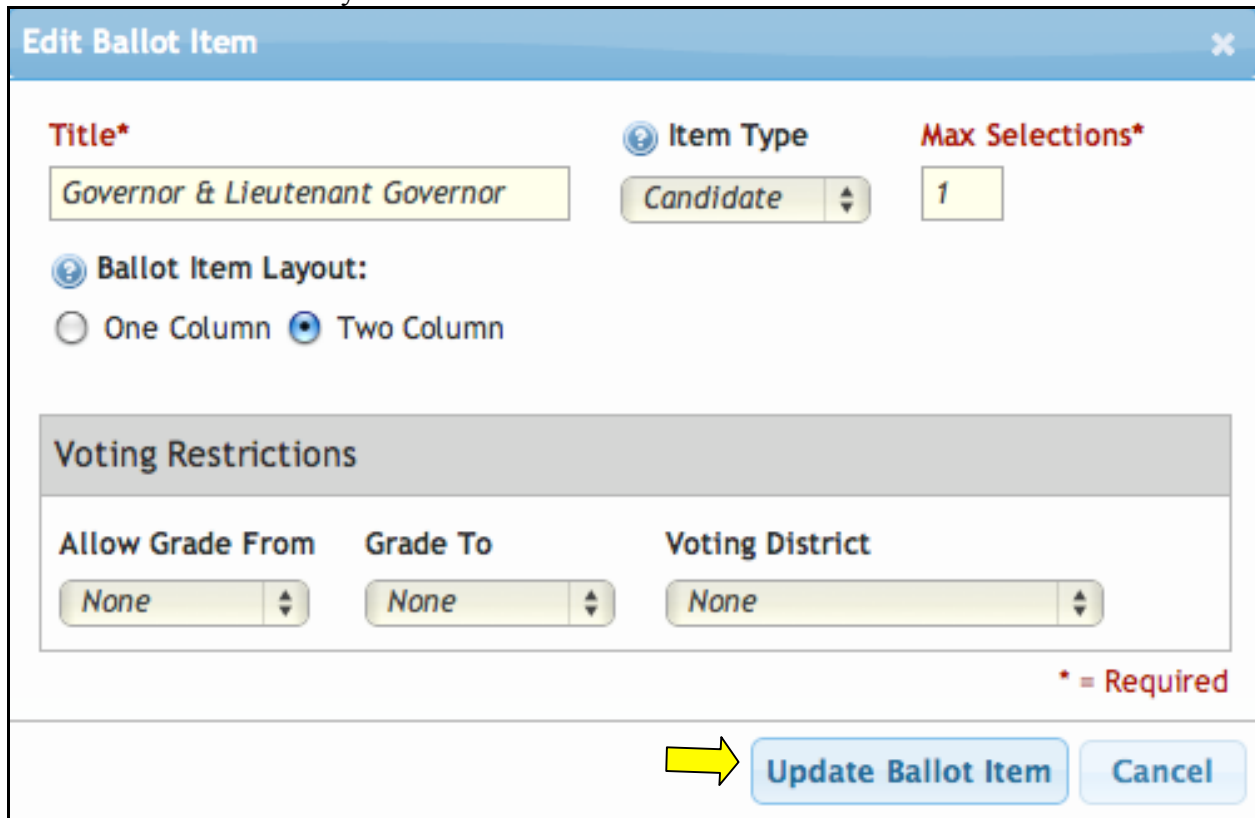 Edit Ballot Item
Title* Item Type Max Selections*
Governor & Lieutenant Governor Candidate 1
Ballot Item Layout:
One Column Two Column
Voting Restrictions
Allow Grade From Grade To Voting District
None None None
* = Required
Update Ballot Item Cancel